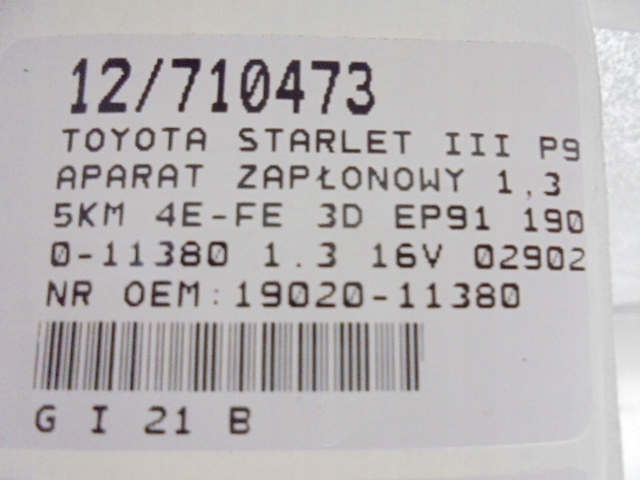 12/710473
TOYOTA STARLET III P9
APARAT ZAPŁONOWY 1,3
5KM 4E-FE 3D EP91 190
0-11380 1.3 16V 02902
NR OEM:19020-11380
G I 21 B